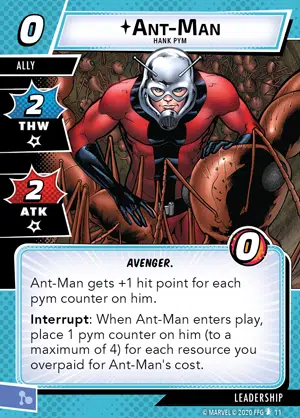 0
Ant-Man
HANK PYM
ALLY
2
THW
2
ATK
0
AVENGER.
Ant-Man gets +1 hit point for each
pym counter on him.
Interrupt: When Ant-Man enters play,
place 1 pym counter on him (to a
maximum of 4) for each resource you
overpaid for Ant-Man's cost.
© MARVEL © 2020 FFG 11
LEADERSHIP